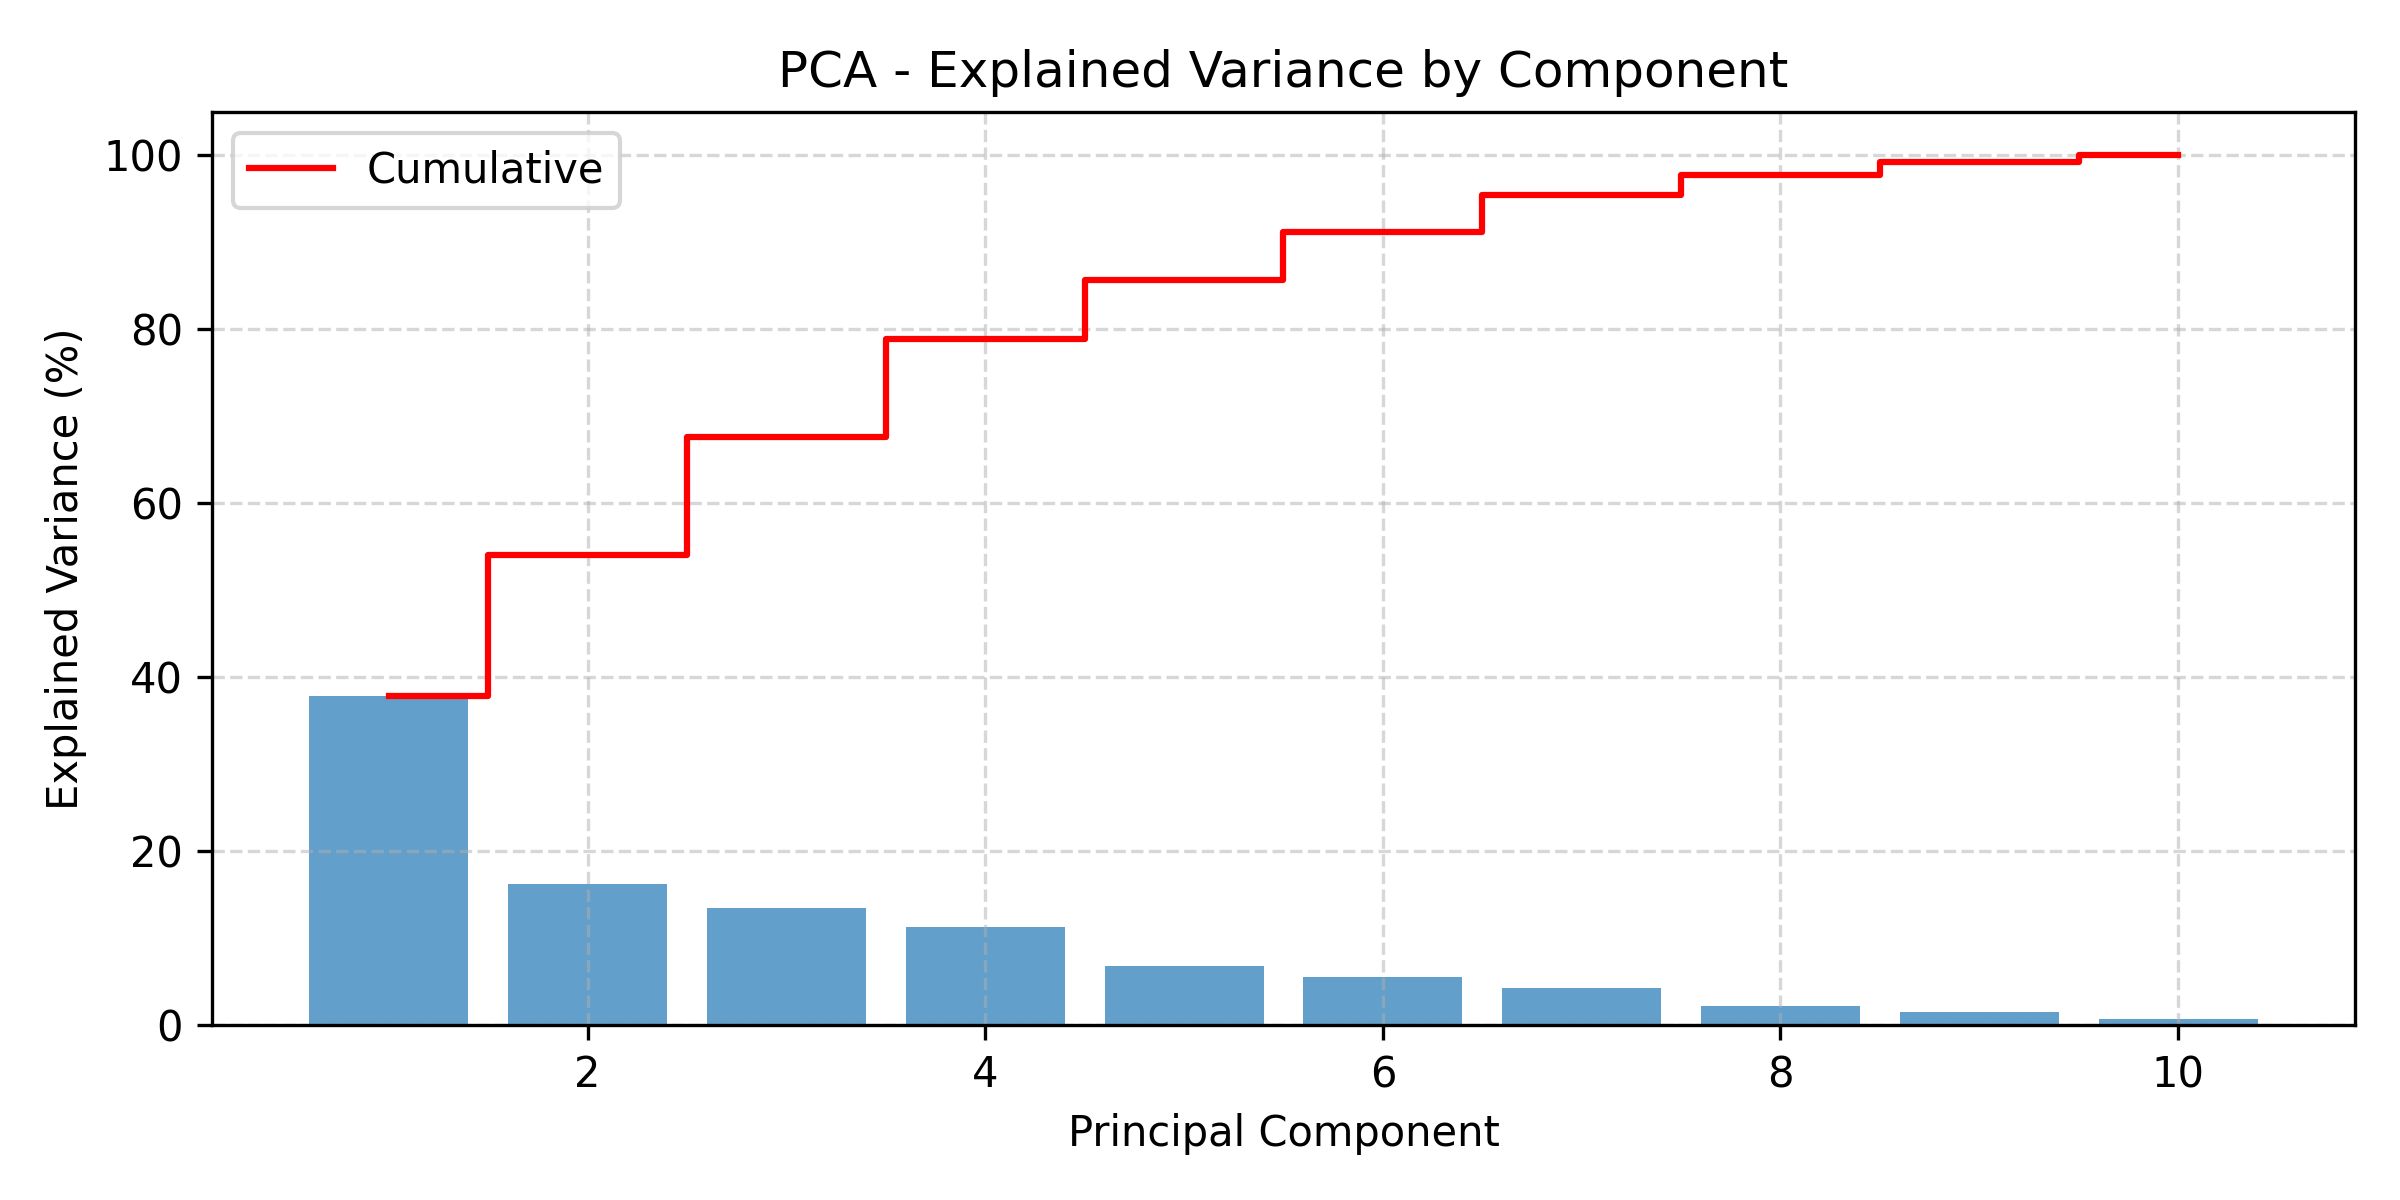 PCA - Explained Variance by Component
Cumulative
Explained Variance (%)
100
80
60
40
20
0
2
4
6
8
10
Principal Component